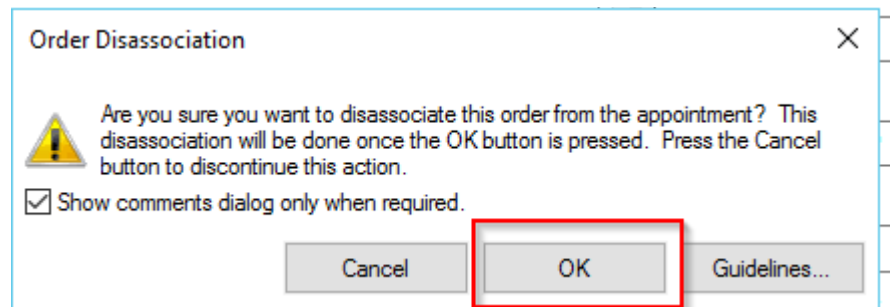 Order Disassociation
Are you sure you want to disassociate this order from the appointment? This
disassociation will be done once the OK button is pressed. Press the Cancel
button to discontinue this action.
Show comments dialog only when required.
Cancel OK Guidelines...